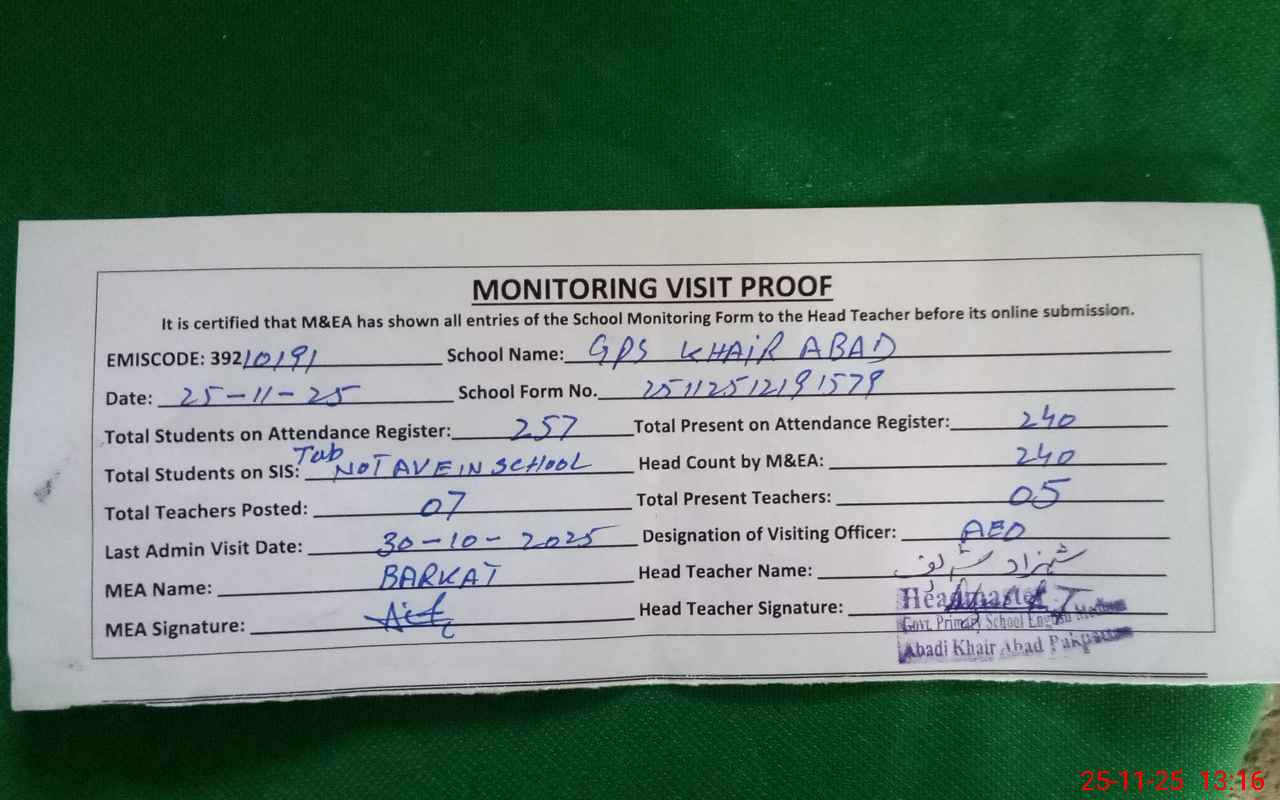 MONITORING VISIT PROOF
It is certified that M&EA has shown all entries of the School Monitoring Form to the Head Teacher before its online submission.
EMISCODE: 39210191 School Name: GPS KHAIR ABAD
Date: 25-11-25 School Form No. 25112512191579
Total Students on Attendance Register: 257 Total Present on Attendance Register: 240
Total Students on SIS: Tab NOT AVE IN SCHOOL Head Count by M&EA: 240
Total Teachers Posted: 07 Total Present Teachers: 05
Last Admin Visit Date: 30-10-2025 Designation of Visiting Officer: AEO
MEA Name: BARKAT Head Teacher Name: شہزاد شریف
MEA Signature: Head Teacher Signature:
Headmaster
Govt. Primary School English Medium
Abadi Khair Abad Pakpattan
25-11-25 13:16